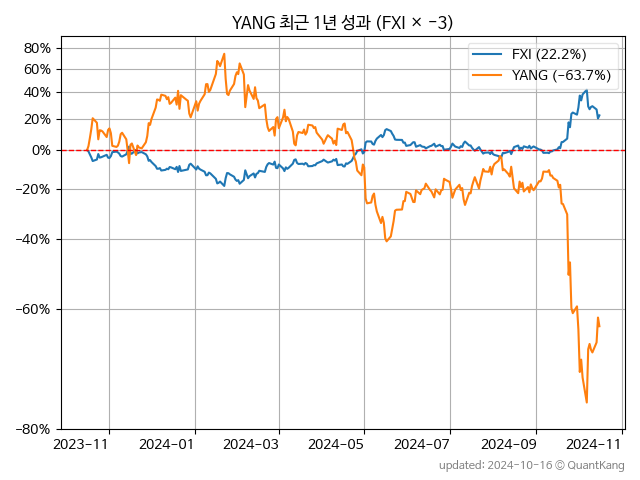 YANG 최근 1년 성과 (FXI × -3)
FXI (22.2%)
YANG (-63.7%)
80%
60%
40%
20%
0%
-20%
-40%
-60%
-80%
2023-11 2024-01 2024-03 2024-05 2024-07 2024-09 2024-11
updated: 2024-10-16 ⓒ QuantKang